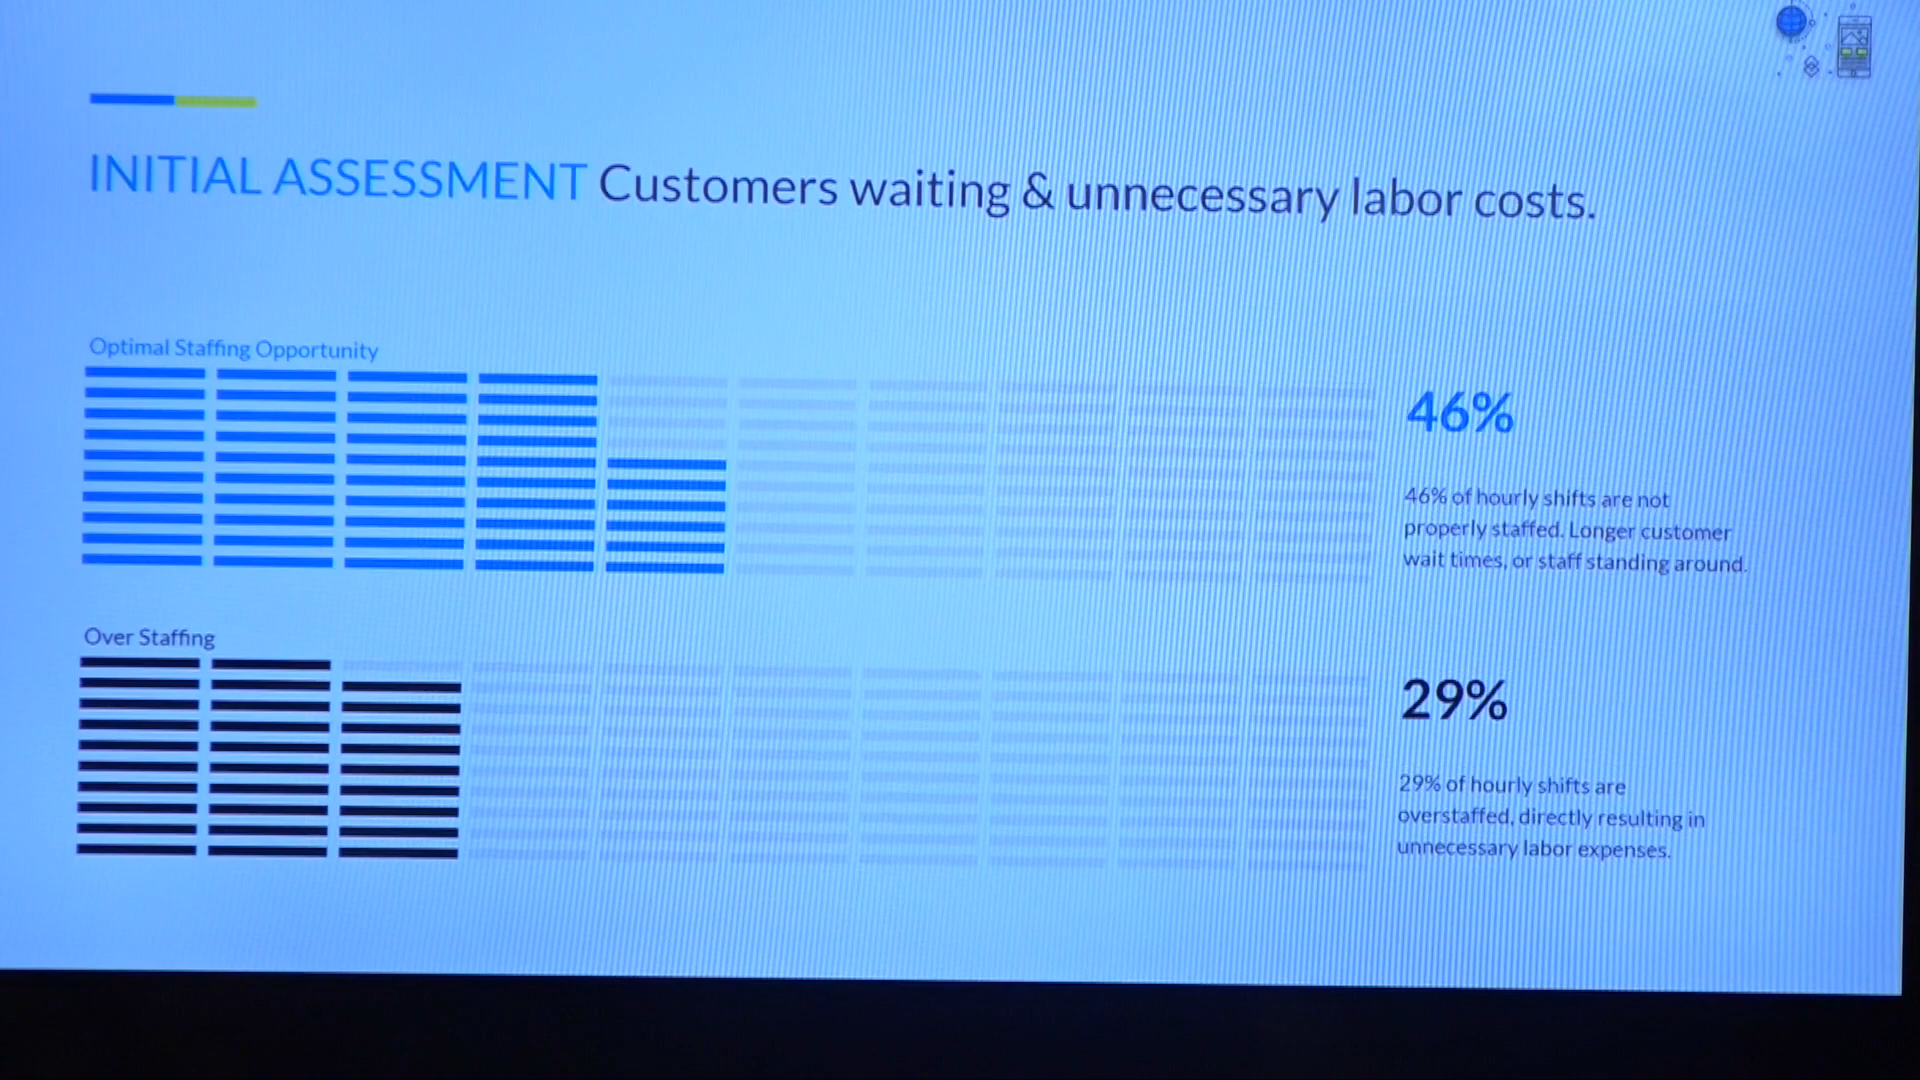 INITIAL ASSESSMENT Customers waiting & unnecessary labor costs.
Optimal Staffing Opportunity
46%
46% of hourly shifts are not
properly staffed. Longer customer
wait times, or staff standing around.
Over Staffing
29%
29% of hourly shifts are
overstaffed, directly resulting in
unnecessary labor expenses.